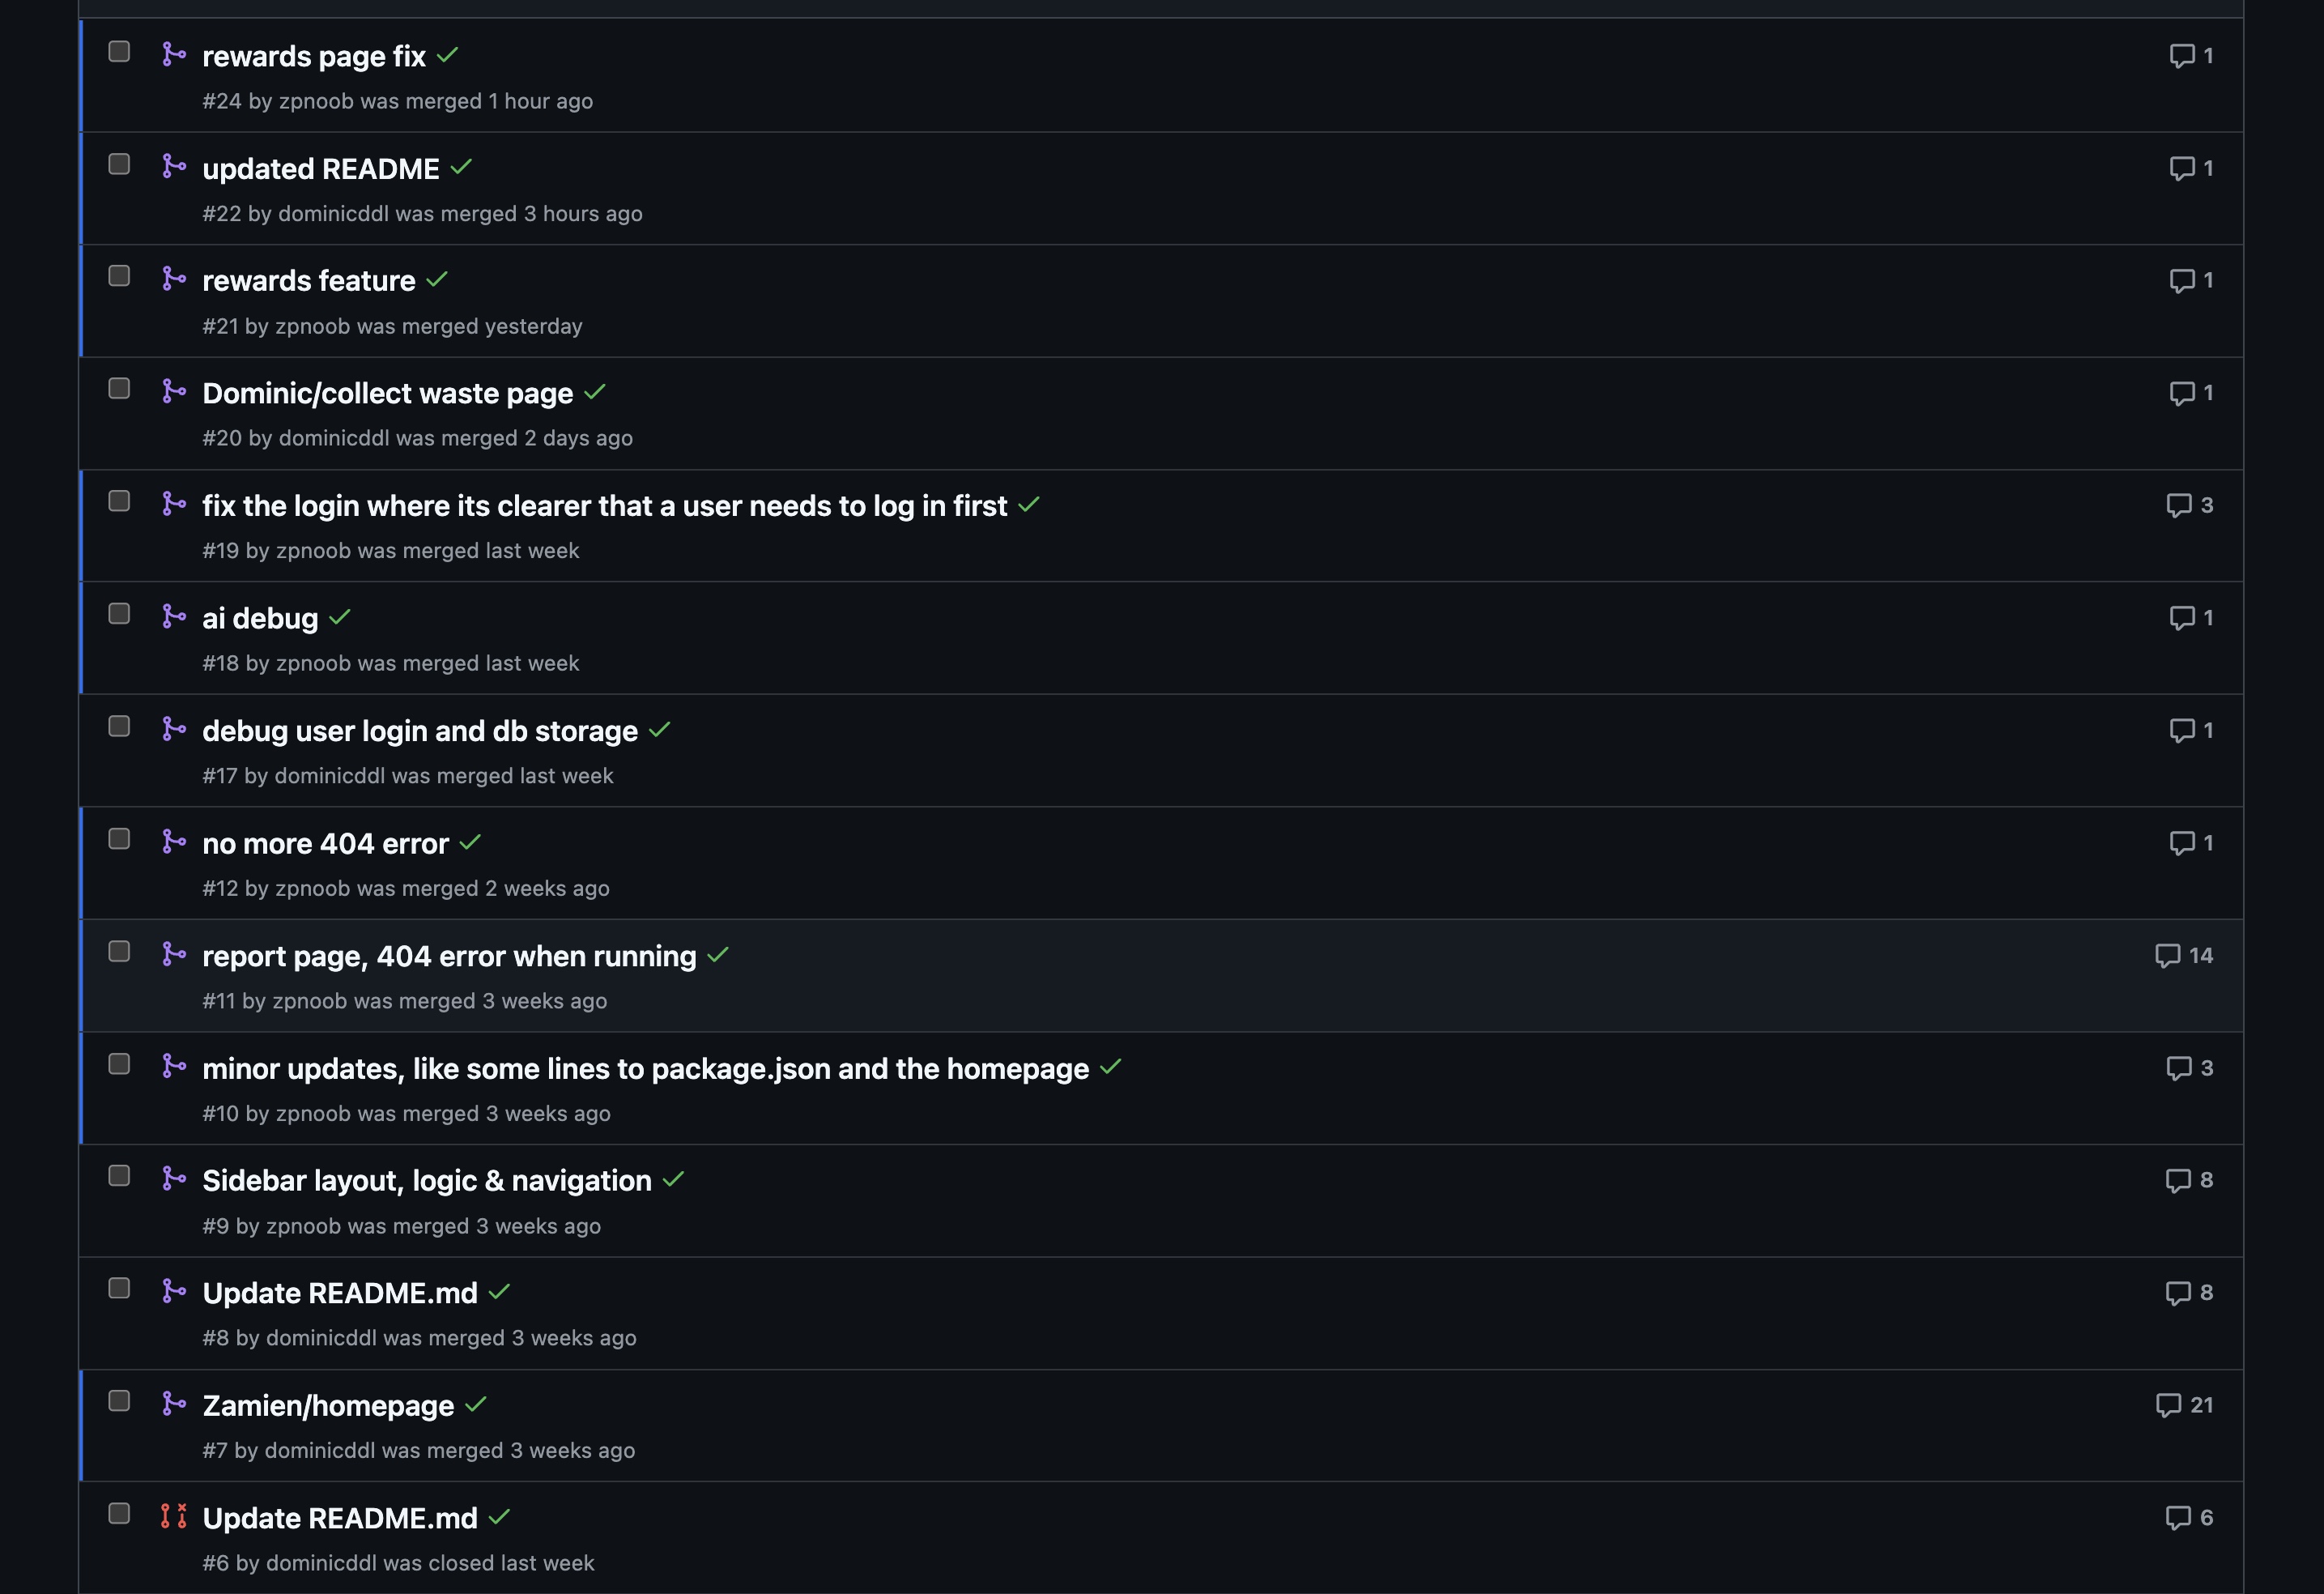 rewards page fix
1
#24 by zpnoob was merged 1 hour ago
updated README
1
#22 by dominicddl was merged 3 hours ago
rewards feature
1
#21 by zpnoob was merged yesterday
Dominic/collect waste page
1
#20 by dominicddl was merged 2 days ago
fix the login where its clearer that a user needs to log in first
3
#19 by zpnoob was merged last week
ai debug
1
#18 by zpnoob was merged last week
debug user login and db storage
1
#17 by dominicddl was merged last week
no more 404 error
1
#12 by zpnoob was merged 2 weeks ago
report page, 404 error when running
14
#11 by zpnoob was merged 3 weeks ago
minor updates, like some lines to package.json and the homepage
3
#10 by zpnoob was merged 3 weeks ago
Sidebar layout, logic & navigation
8
#9 by zpnoob was merged 3 weeks ago
Update README.md
8
#8 by dominicddl was merged 3 weeks ago
Zamien/homepage
21
#7 by dominicddl was merged 3 weeks ago
Update README.md
6
#6 by dominicddl was closed last week